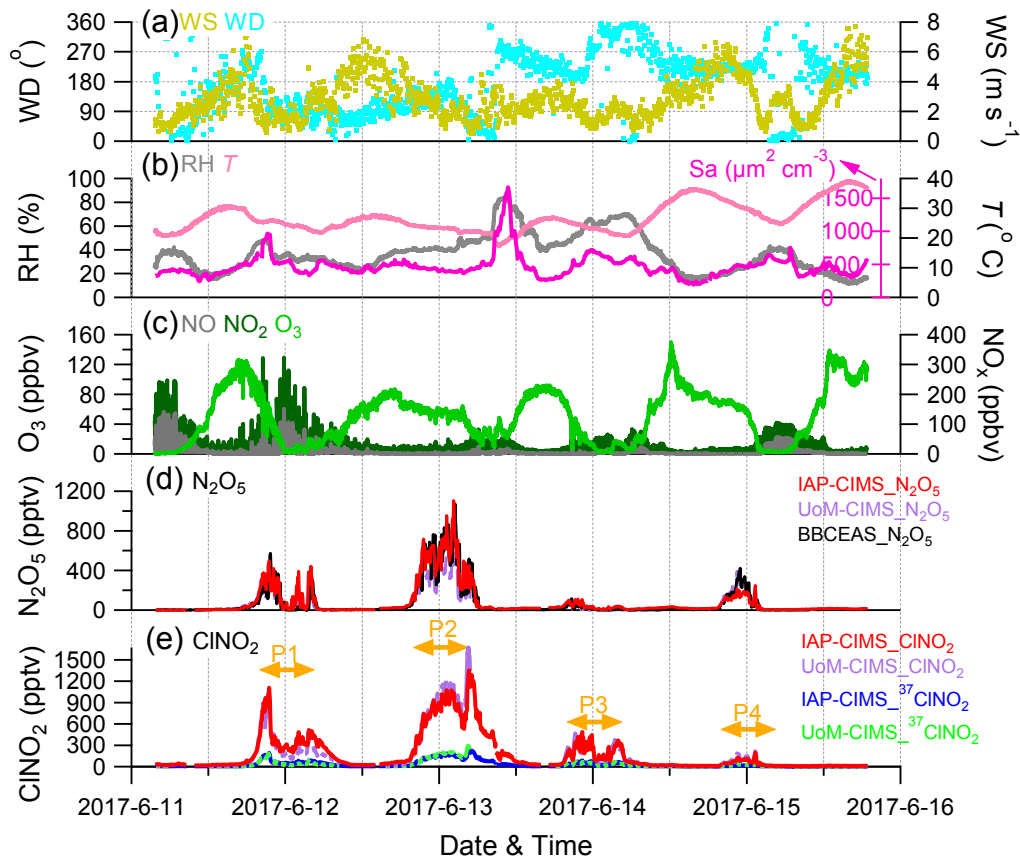 (a) WS WD
360
270
180
90
0
WD (°)
8
6
4
2
0
WS (m s⁻¹)
(b) RH T
Sa (μm² cm⁻³)
100
80
60
40
20
0
RH (%)
1500
1000
500
0
40
30
20
10
0
T (°C)
(c) NO NO₂ O₃
160
120
80
40
0
O₃ (ppbv)
400
300
200
100
0
NOₓ (ppbv)
(d) N₂O₅
1200
800
400
0
N₂O₅ (pptv)
IAP-CIMS_N₂O₅
UoM-CIMS_N₂O₅
BBCEAS_N₂O₅
(e) ClNO₂
1500
1200
900
600
300
0
ClNO₂ (pptv)
P1
P2
P3
P4
IAP-CIMS_ClNO₂
UoM-CIMS_ClNO₂
IAP-CIMS_³⁷ClNO₂
UoM-CIMS_³⁷ClNO₂
2017-6-11 2017-6-12 2017-6-13 2017-6-14 2017-6-15 2017-6-16
Date & Time